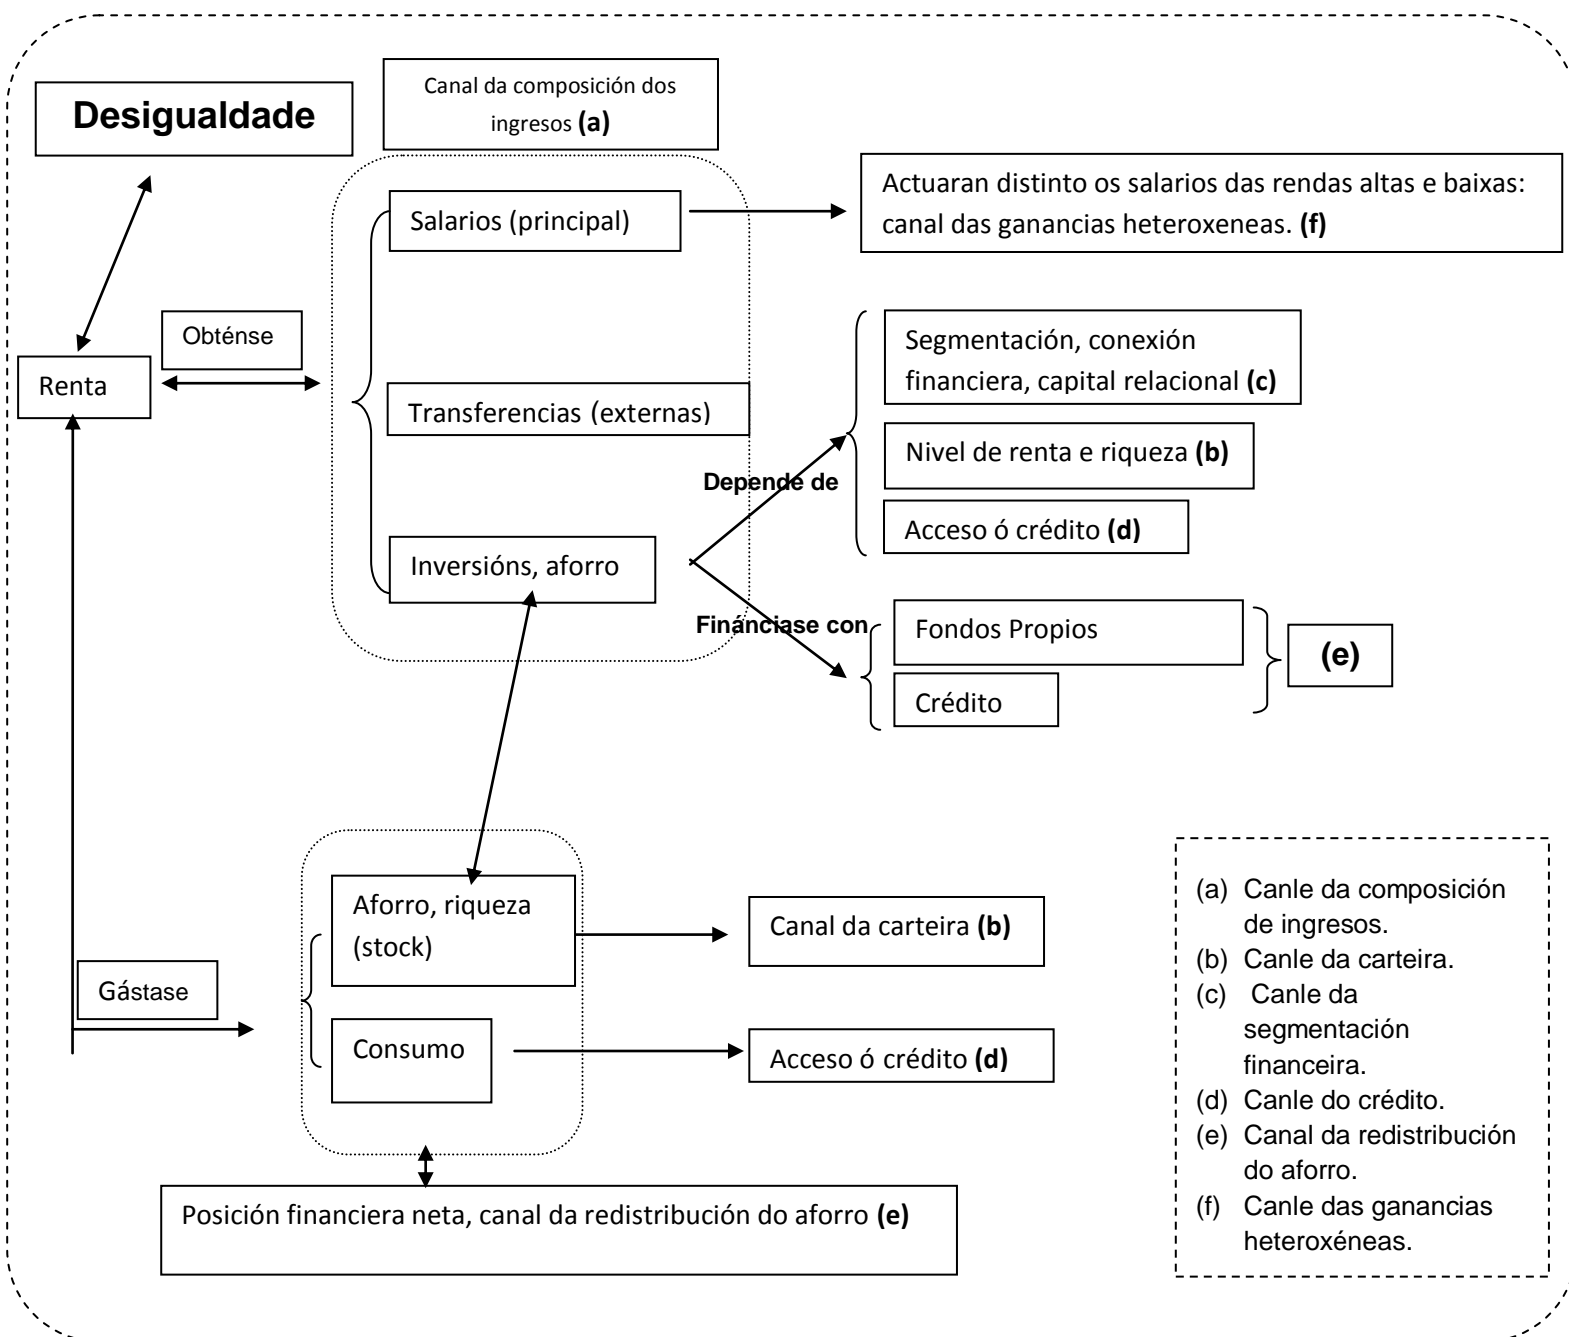 Desigualdade
Canal da composición dos
ingresos (a)
Salarios (principal)
Actuaran distinto os salarios das rendas altas e baixas:
canal das ganancias heteroxeneas. (f)
Obténse
Renta
Transferencias (externas)
Segmentación, conexión
financiera, capital relacional (c)
Nivel de renta e riqueza (b)
Depende de
Acceso ó crédito (d)
Inversións, aforro
Fináncíase con
Fondos Propios
Crédito
(e)
Aforro, riqueza
(stock)
Canal da carteira (b)
Gástase
Consumo
Acceso ó crédito (d)
Posición financiera neta, canal da redistribución do aforro (e)
(a) Canle da composición
de ingresos.
(b) Canle da carteira.
(c) Canle da
segmentación
financeira.
(d) Canle do crédito.
(e) Canal da redistribución
do aforro.
(f) Canle das ganancias
heteroxéneas.